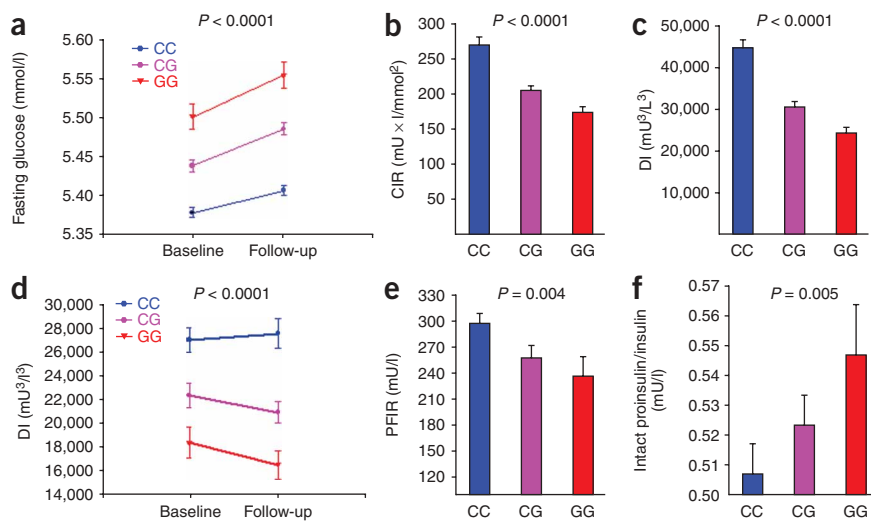 a
P < 0.0001
Fasting glucose (mmol/l)
5.60
5.55
5.50
5.45
5.40
5.35
CC
CG
GG
Baseline
Follow-up
b
P < 0.0001
CIR (mU × l/mmol²)
300
250
200
150
100
50
CC
CG
GG
c
P < 0.0001
DI (mU³/L³)
50,000
40,000
30,000
20,000
10,000
CC
CG
GG
d
P < 0.0001
DI (mU³/l³)
30,000
28,000
26,000
24,000
22,000
20,000
18,000
16,000
14,000
CC
CG
GG
Baseline
Follow-up
e
P = 0.004
PFIR (mU/l)
300
270
240
210
180
150
120
CC
CG
GG
f
P = 0.005
Intact proinsulin/insulin
(mU/l)
0.57
0.56
0.55
0.54
0.53
0.52
0.51
0.50
CC
CG
GG